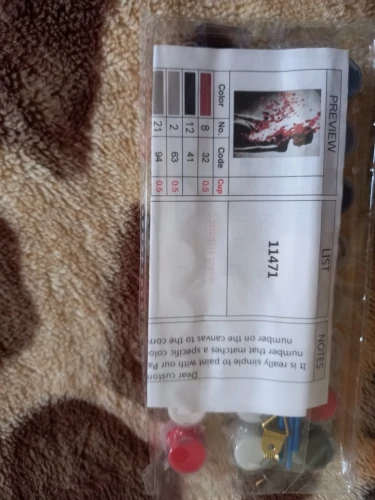 PREVIEW
LIST
NOTES
Color No. Code Cup
8 32 0.5
12 41
2 63 0.5
21 94 0.5
11471
Dear custom
It is really simple to paint with our Pa
number that matches a specific colo
number on the canvas to the corr